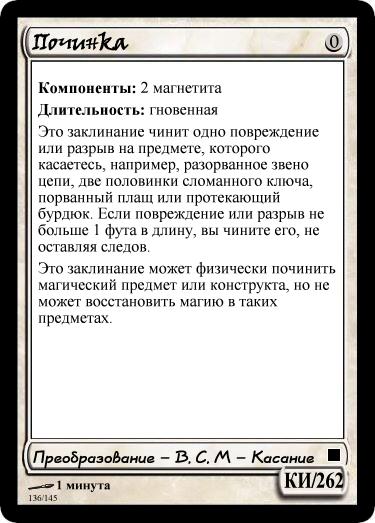 Починка 0
Компоненты: 2 магнетита
Длительность: гновенная
Это заклинание чинит одно повреждение
или разрыв на предмете, которого
касаетесь, например, разорванное звено
цепи, две половинки сломанного ключа,
порванный плащ или протекающий
бурдюк. Если повреждение или разрыв не
больше 1 фута в длину, вы чините его, не
оставляя следов.
Это заклинание может физически починить
магический предмет или конструкта, но не
может восстановить магию в таких
предметах.
Преобразование – В, С, М – Касание
КИ/262
1 минута
136/145